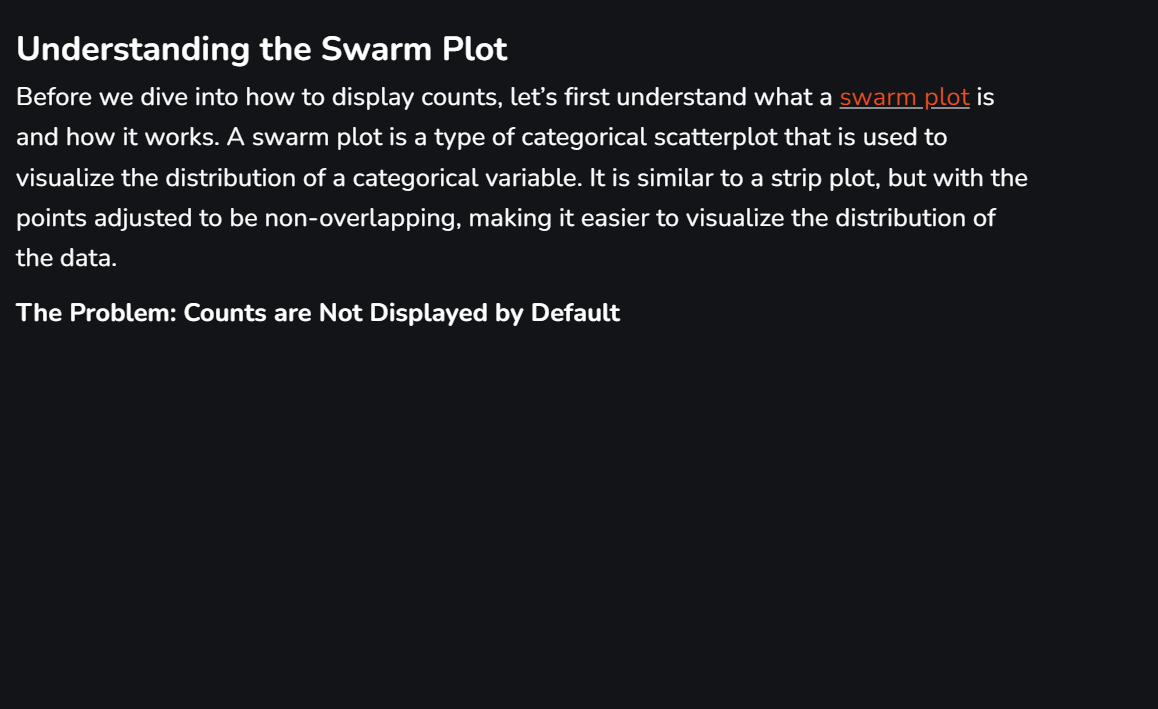 Understanding the Swarm Plot
Before we dive into how to display counts, let’s first understand what a swarm plot is
and how it works. A swarm plot is a type of categorical scatterplot that is used to
visualize the distribution of a categorical variable. It is similar to a strip plot, but with the
points adjusted to be non-overlapping, making it easier to visualize the distribution of
the data.
The Problem: Counts are Not Displayed by Default